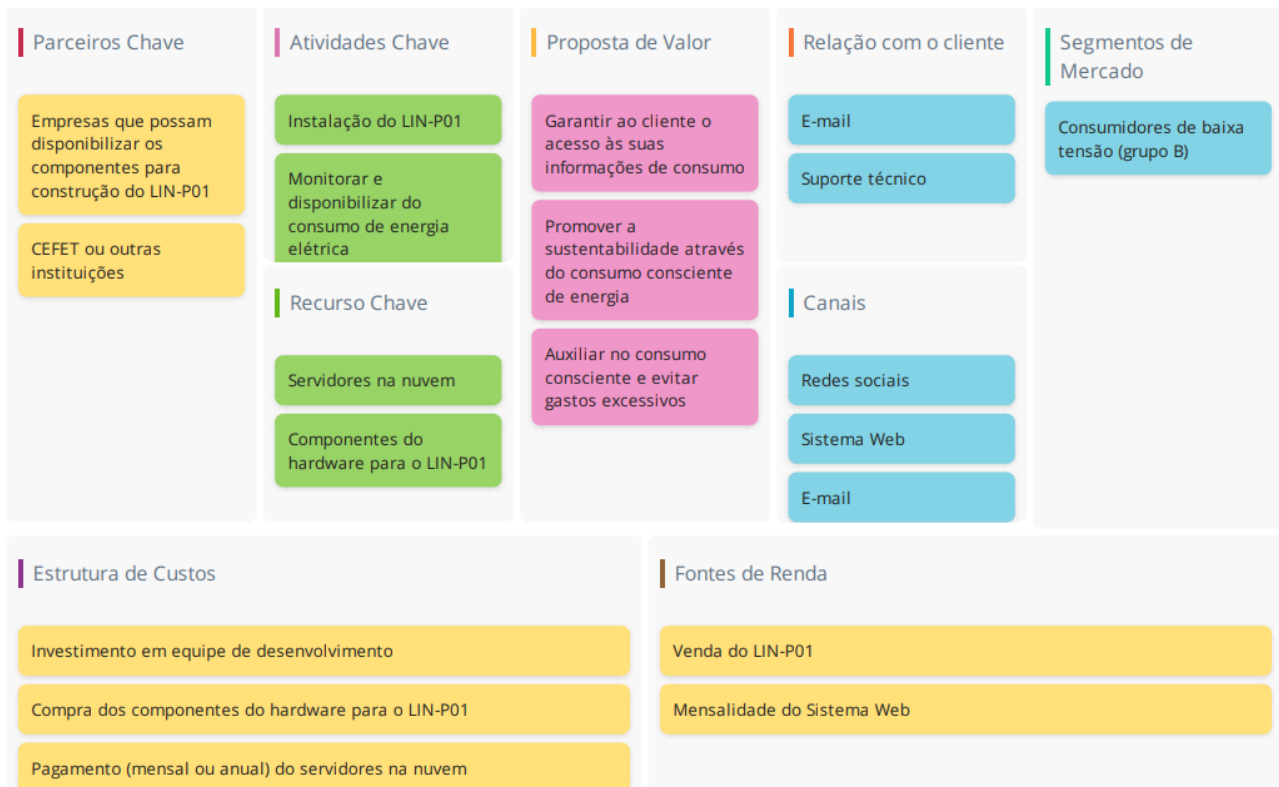 Parceiros Chave
Empresas que possam
disponibilizar os
componentes para
construção do LIN-P01
CEFET ou outras
instituições
Atividades Chave
Instalação do LIN-P01
Monitorar e
disponibilizar do
consumo de energia
elétrica
Recurso Chave
Servidores na nuvem
Componentes do
hardware para o LIN-P01
Proposta de Valor
Garantir ao cliente o
acesso às suas
informações de consumo
Promover a
sustentabilidade através
do consumo consciente
de energia
Auxiliar no consumo
consciente e evitar
gastos excessivos
Relação com o cliente
E-mail
Suporte técnico
Canais
Redes sociais
Sistema Web
E-mail
Segmentos de
Mercado
Consumidores de baixa
tensão (grupo B)
Estrutura de Custos
Investimento em equipe de desenvolvimento
Compra dos componentes do hardware para o LIN-P01
Pagamento (mensal ou anual) do servidores na nuvem
Fontes de Renda
Venda do LIN-P01
Mensalidade do Sistema Web